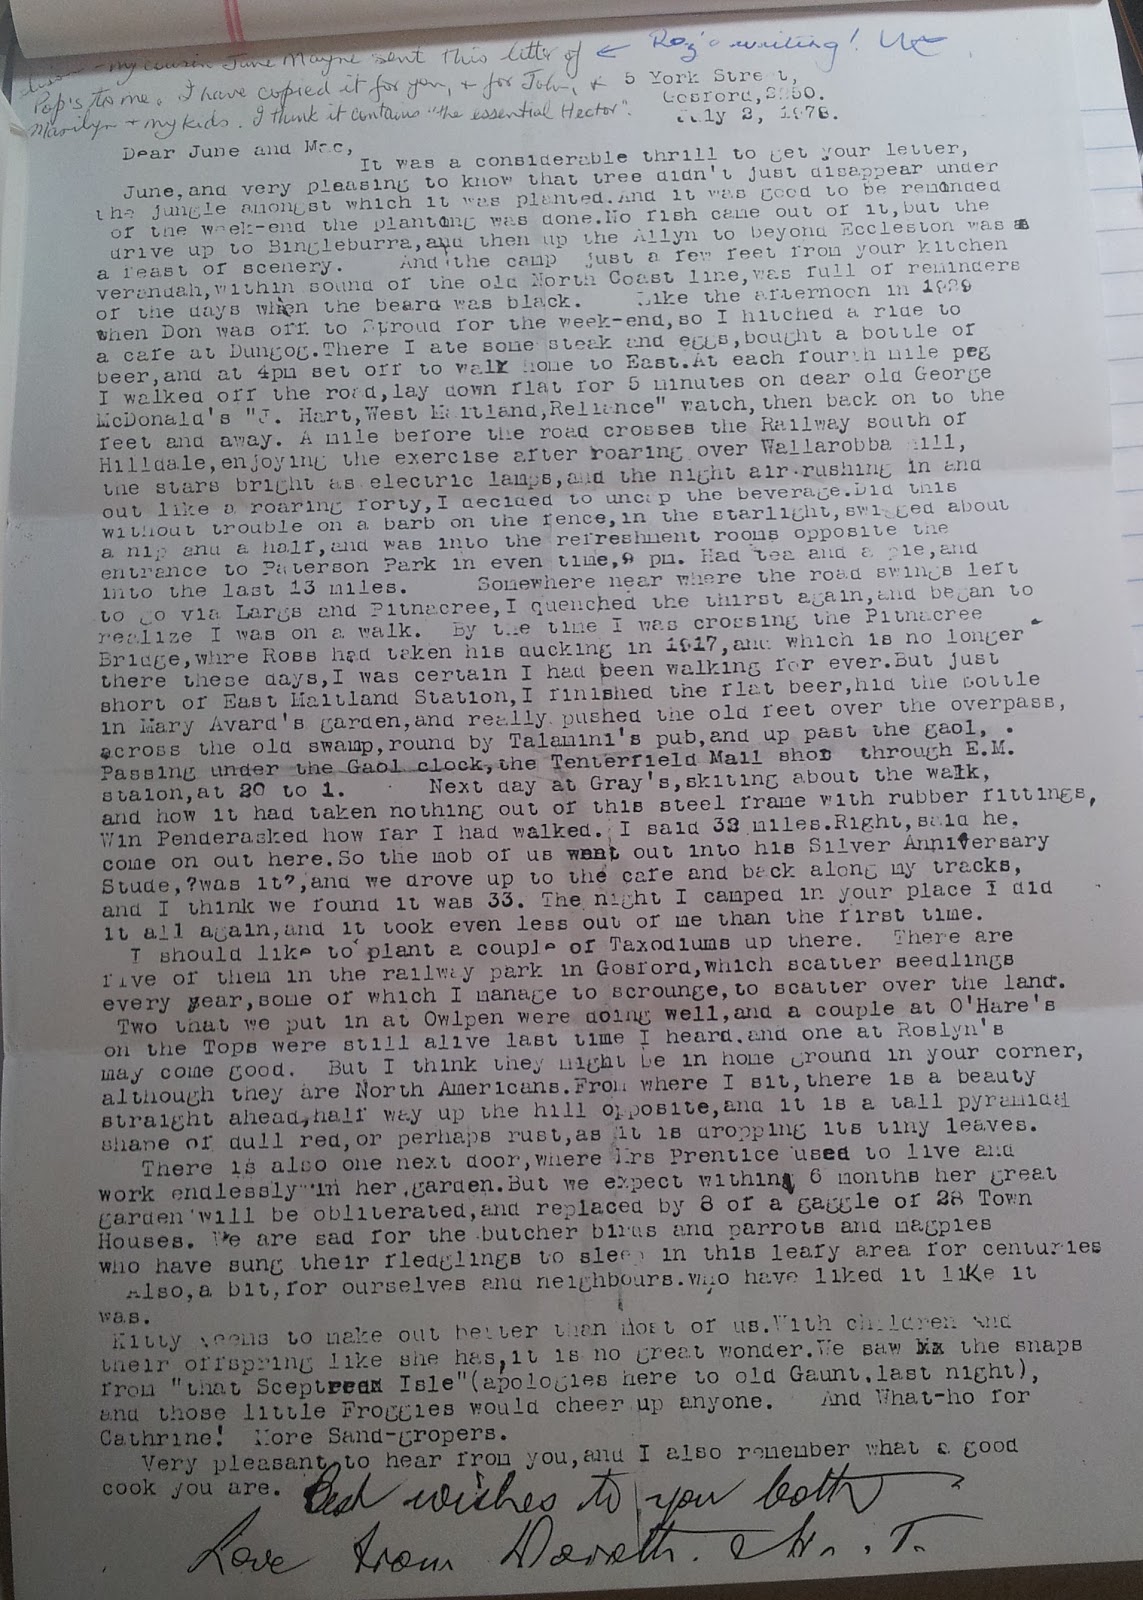 my cousin June Mayne sent this letter of ← Roz's writing!
Pop's to me. I have copied it for you, + for John, +
Marilyn + my kids. I think it contains "the essential Hector".
5 York Street,
Gosford, 2250.
July 2, 1978.
Dear June and Mac,
It was a considerable thrill to get your letter,
June,and very pleasing to know that tree didn't just disappear under
the jungle amongst which it was planted.And it was good to be remonded
of the week-end the plantong was done.No fish came out of it,but the
drive up to Bingleburra,and then up the Allyn to beyond Eccleston was
a feast of scenery. And the camp just a few feet from your kitchen
verandah,within sound of the old North Coast line,was full of reminders
of the days when the beard was black. Like the afternoon in 1929
when Don was off to Stroud for the week-end,so I hitched a ride to
a cafe at Dungog.There I ate some steak and eggs,bought a bottle of
beer,and at 4pm set off to walk home to East.At each fourth mile peg
I walked off the road,lay down flat for 5 minutes on dear old George
McDonald's "J. Hart,West Maitland,Reliance" watch,then back on to the
feet and away. A mile before the road crosses the Railway south of
Hilldale,enjoying the exercise after roaring over Wallarobba Hill,
the stars bright as electric lamps,and the night air rushing in and
out like a roaring forty,I decided to uncap the beverage.Did this
without trouble on a barb on the fence,in the starlight,swigged about
a nip and a half,and was into the refreshment rooms opposite the
entrance to Paterson Park in even time,9 pm. Had tea and a pie,and
into the last 13 miles. Somewhere near where the road swings left
to go via Largs and Pitnacree,I quenched the thirst again,and began to
realize I was on a walk. By the time I was crossing the Pitnacree
Bridge,whre Ross had taken his ducking in 1917,and which is no longer
there these days,I was certain I had been walking for ever.But just
short of East Maitland Station,I finished the flat beer,hid the bottle
in Mary Avard's garden,and really pushed the old feet over the overpass,
across the old swamp,round by Talamini's pub,and up past the gaol, .
Passing under the Gaol clock,the Tenterfield Mail shot through E.M.
staion,at 20 to 1. Next day at Gray's,skiting about the walk,
and how it had taken nothing out of this steel frame with rubber fittings,
Win Penderasked how far I had walked. I said 32 miles.Right,said he,
come on out here.So the mob of us went out into his Silver Anniversary
Stude,?was it?,and we drove up to the cafe and back along my tracks,
and I think we found it was 33. The night I camped in your place I did
it all again,and it took even less out of me than the first time.
I should like to plant a couple of Taxodiums up there. There are
five of them in the railway park in Gosford,which scatter seedlings
every year,some of which I manage to scrounge,to scatter over the land.
Two that we put in at Owlpen were doing well,and a couple at O'Hare's
on the Tops were still alive last time I heard,and one at Roslyn's
may come good. But I think they might be in home ground in your corner,
although they are North Americans.From where I sit,there is a beauty
straight ahead,half way up the hill opposite,and it is a tall pyramidal
shape of dull red,or perhaps rust,as it is dropping its tiny leaves.
There is also one next door,where Mrs Prentice used to live and
work endlessly in her garden.But we expect within 6 months her great
garden will be obliterated,and replaced by 8 of a gaggle of 28 Town
Houses. We are sad for the butcher birds and parrots and magpies
who have sung their fledglings to sleep in this leafy area for centuries
Also,a bit,for ourselves and neighbours.who have liked it like it
was.
Kitty seems to make out better than most of us.With children and
their offspring like she has,it is no great wonder.We saw xx the snaps
from "that Sceptred Isle"(apologies here to old Gaunt,last night),
and those little Froggies would cheer up anyone. And What-ho for
Cathrine! More Sand-gropers.
Very pleasant to hear from you,and I also remember what a good
cook you are. Best wishes to you both
Love from